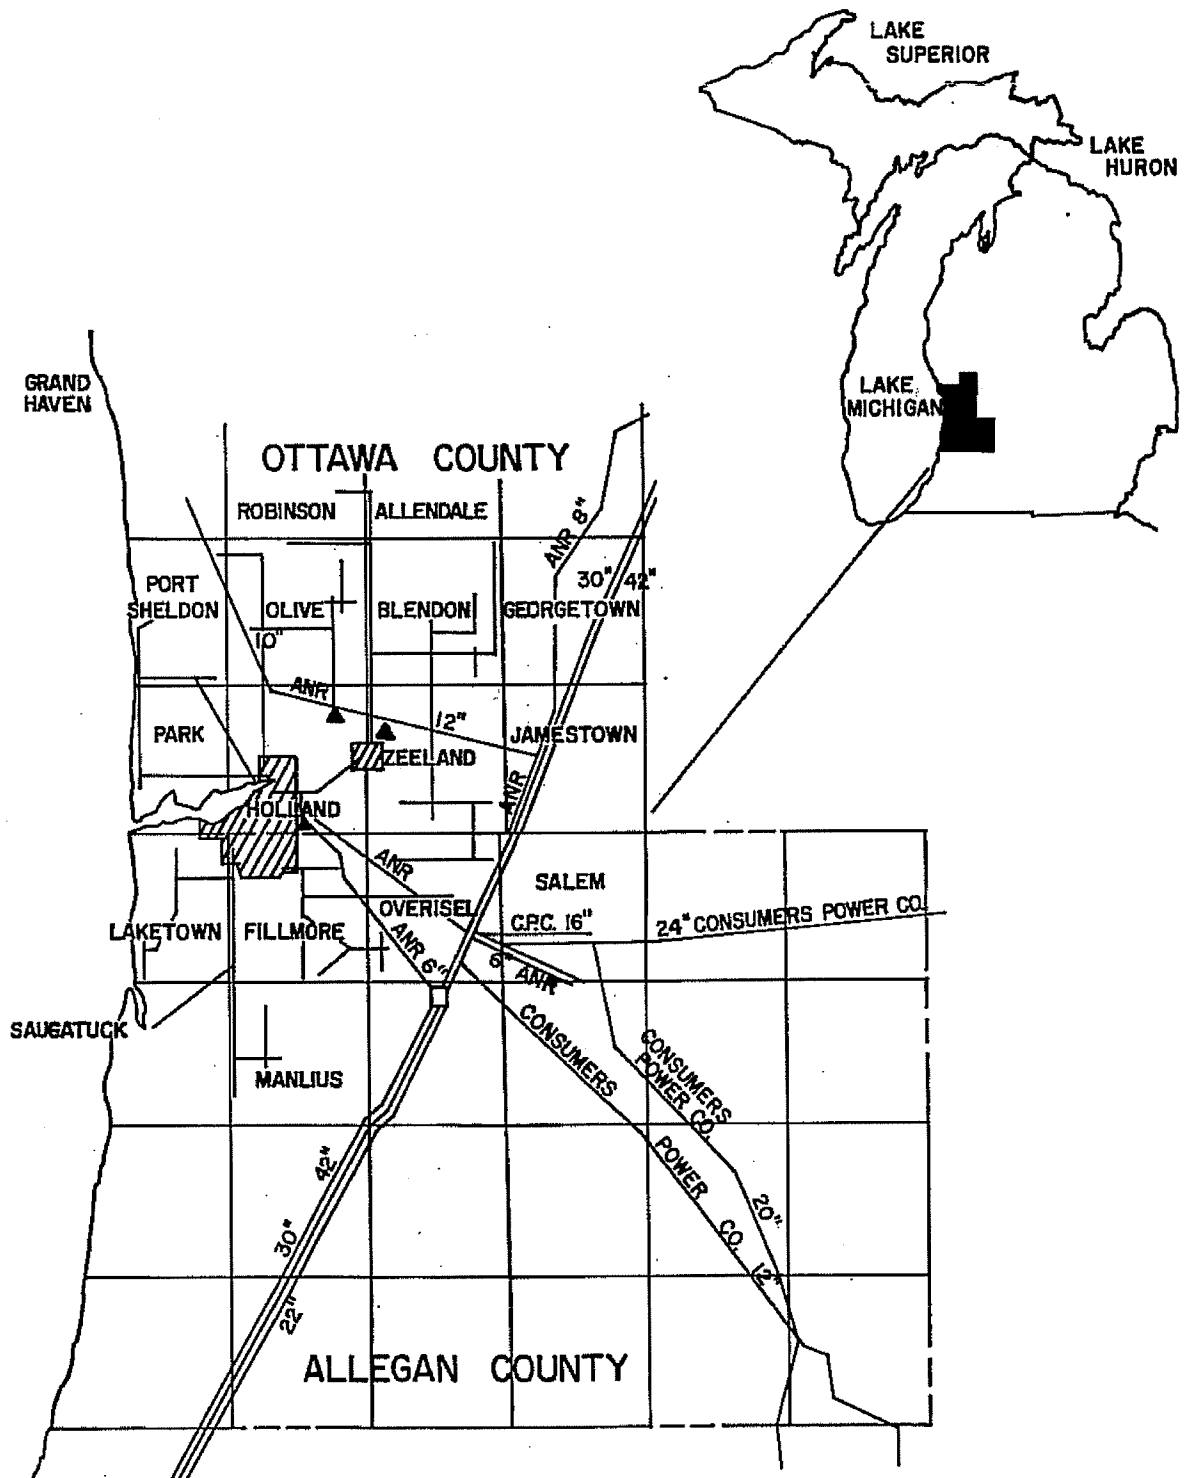 LAKE
SUPERIOR
LAKE
HURON
LAKE
MICHIGAN
GRAND
HAVEN
OTTAWA COUNTY
ROBINSON
ALLENDALE
ANR 8"
PORT
SHELDON
OLIVE
BLENDON
GEORGETOWN
30" 42"
10"
ANR
12"
PARK
JAMESTOWN
ZEELAND
ANR
HOLLAND
ANR
SALEM
OVERISEL
C.P.C. 16"
24" CONSUMERS POWER CO.
LAKETOWN
FILLMORE
ANR 6"
6" ANR
SAUGATUCK
CONSUMERS
POWER CO.
CONSUMERS
POWER CO.
12"
20"
MANLIUS
42"
30"
22"
ALLEGAN COUNTY